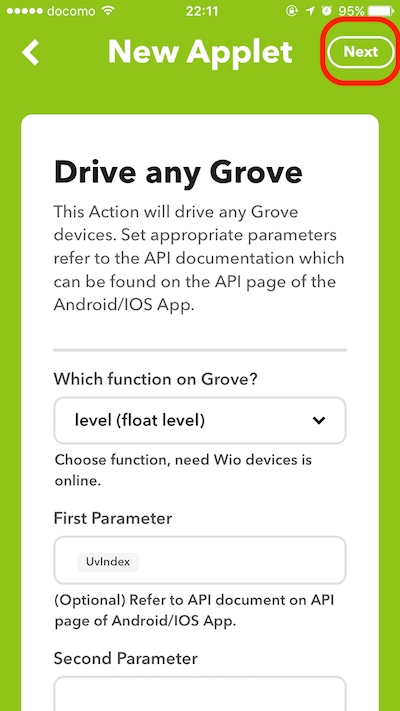 docomo 22:11 95%
New Applet Next
Drive any Grove
This Action will drive any Grove
devices. Set appropriate parameters
refer to the API documentation which
can be found on the API page of the
Android/IOS App.
Which function on Grove?
level (float level)
Choose function, need Wio devices is
online.
First Parameter
UvIndex
(Optional) Refer to API document on API
page of Android/IOS App.
Second Parameter